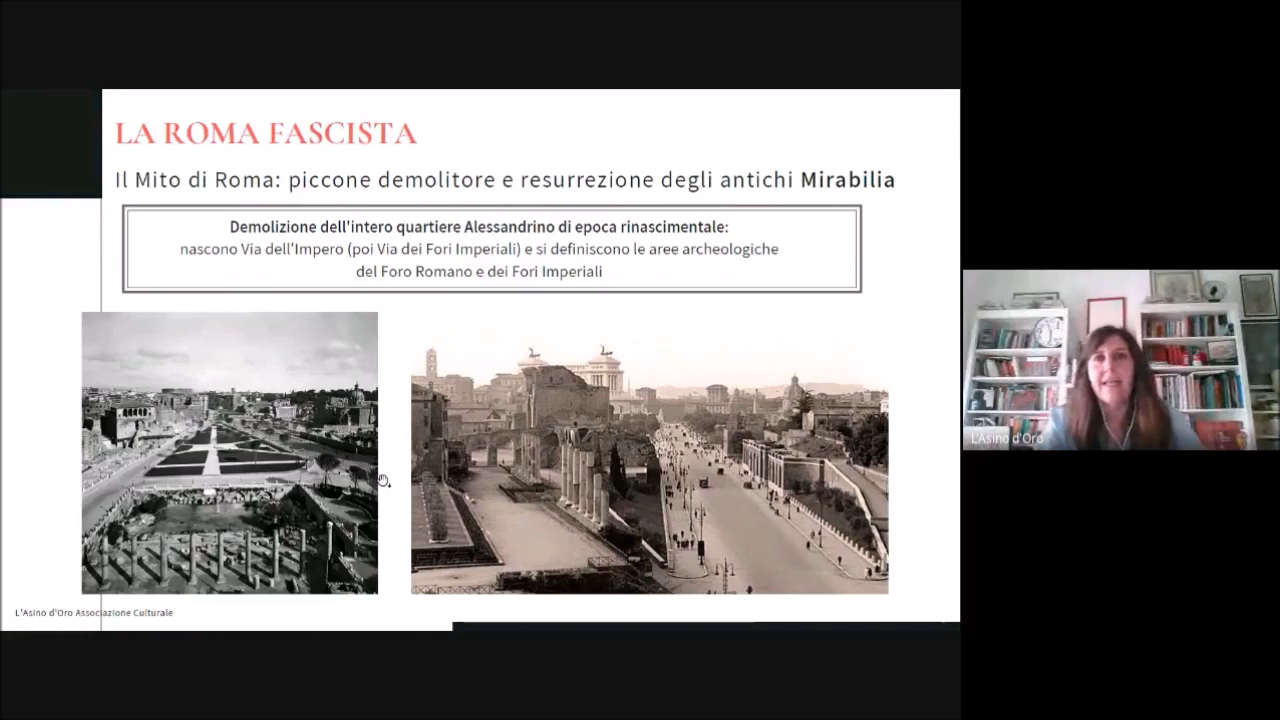 LA ROMA FASCISTA
Il Mito di Roma: piccone demolitore e resurrezione degli antichi Mirabilia
Demolizione dell'intero quartiere Alessandrino di epoca rinascimentale:
nascono Via dell'Impero (poi Via dei Fori Imperiali) e si definiscono le aree archeologiche
del Foro Romano e dei Fori Imperiali
L'Asino d'Oro Associazione Culturale
L'Asino d'Oro